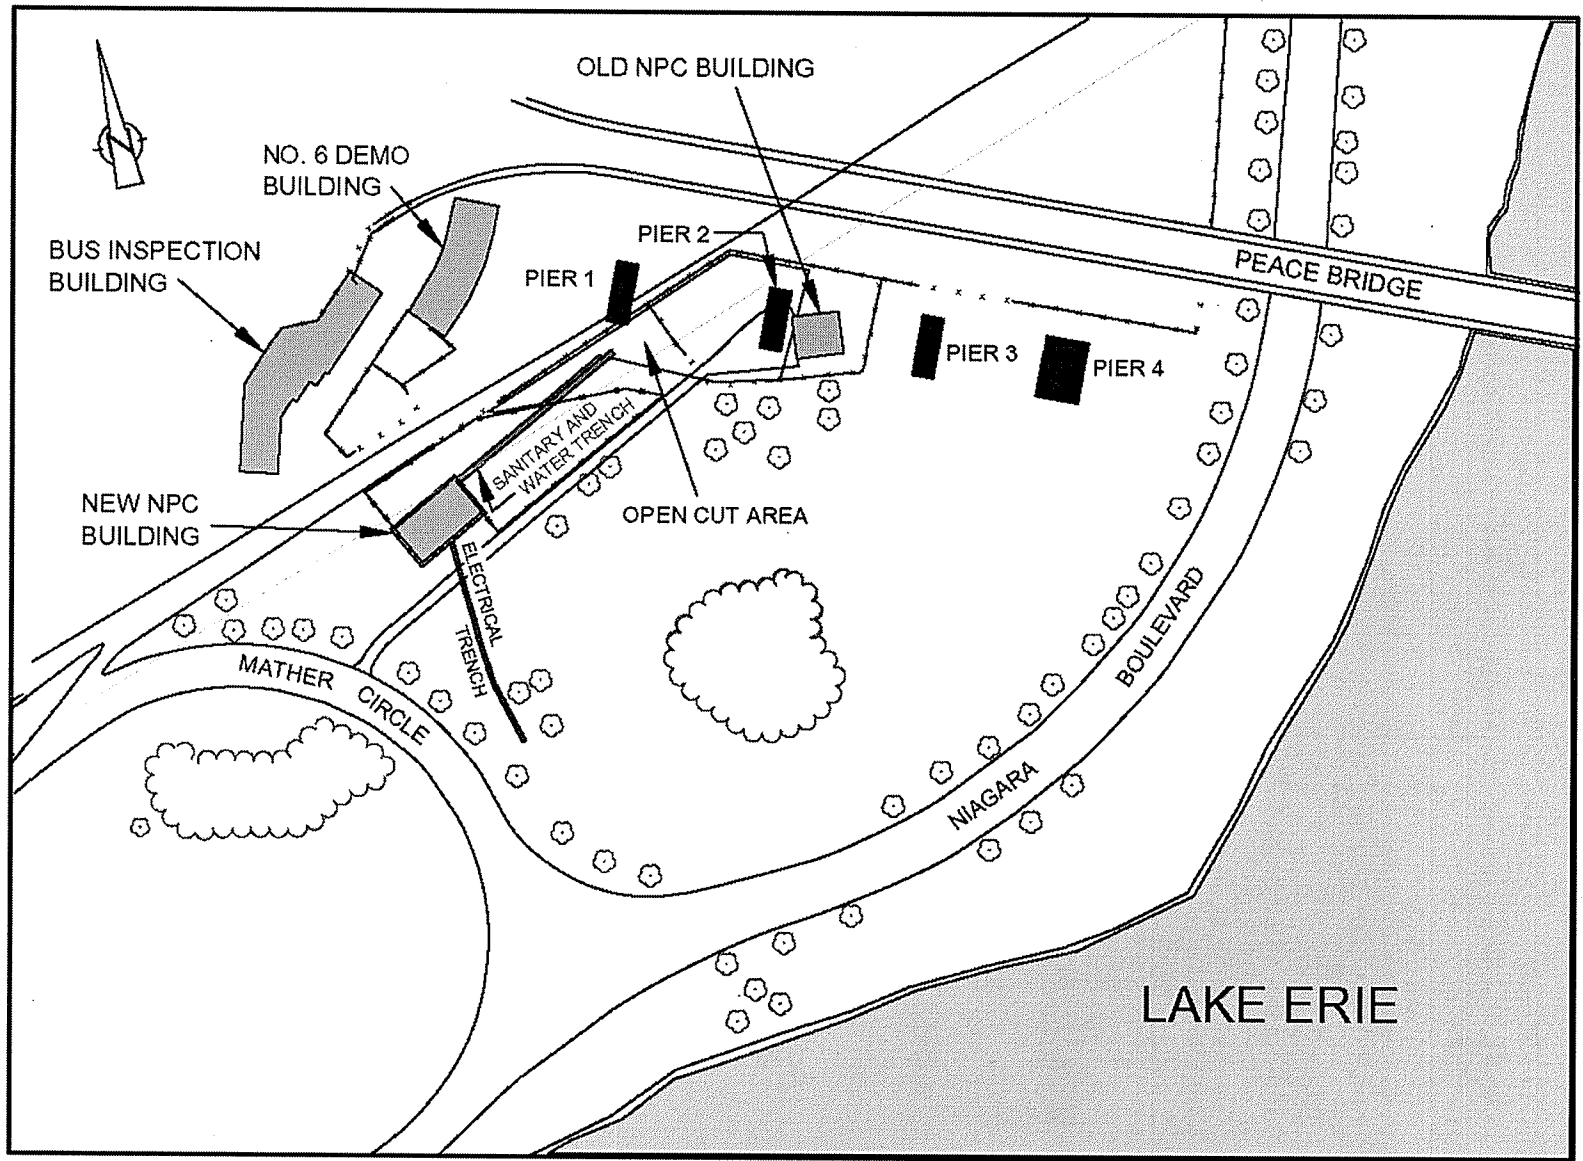 OLD NPC BUILDING
N
NO. 6 DEMO
BUILDING
BUS INSPECTION
BUILDING
PIER 2
PIER 1
PEACE BRIDGE
PIER 3
PIER 4
SANITARY AND
WATER TRENCH
NEW NPC
BUILDING
OPEN CUT AREA
ELECTRICAL
TRENCH
MATHER CIRCLE
NIAGARA BOULEVARD
LAKE ERIE